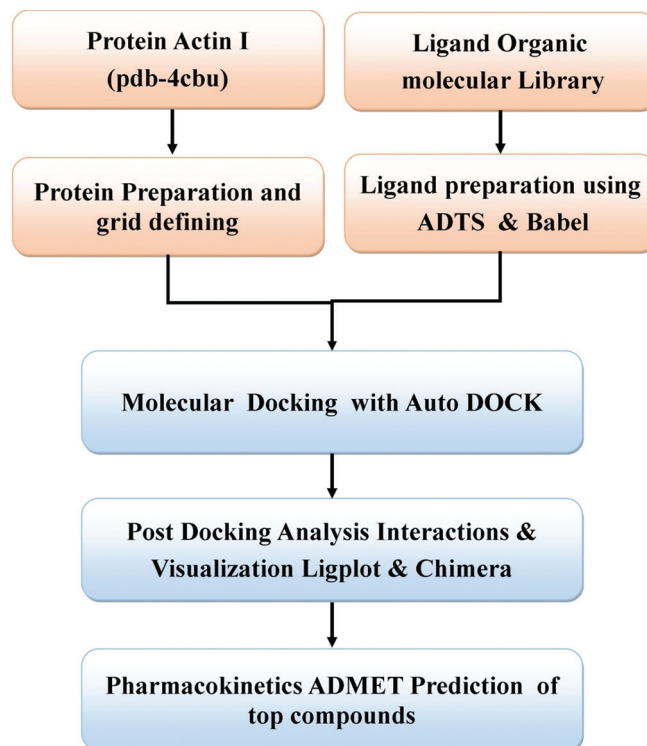 Protein Actin I
(pdb-4cbu)
Ligand Organic
molecular Library
Protein Preparation and
grid defining
Ligand preparation using
ADTS & Babel
Molecular Docking with Auto DOCK
Post Docking Analysis Interactions &
Visualization Ligplot & Chimera
Pharmacokinetics ADMET Prediction of
top compounds